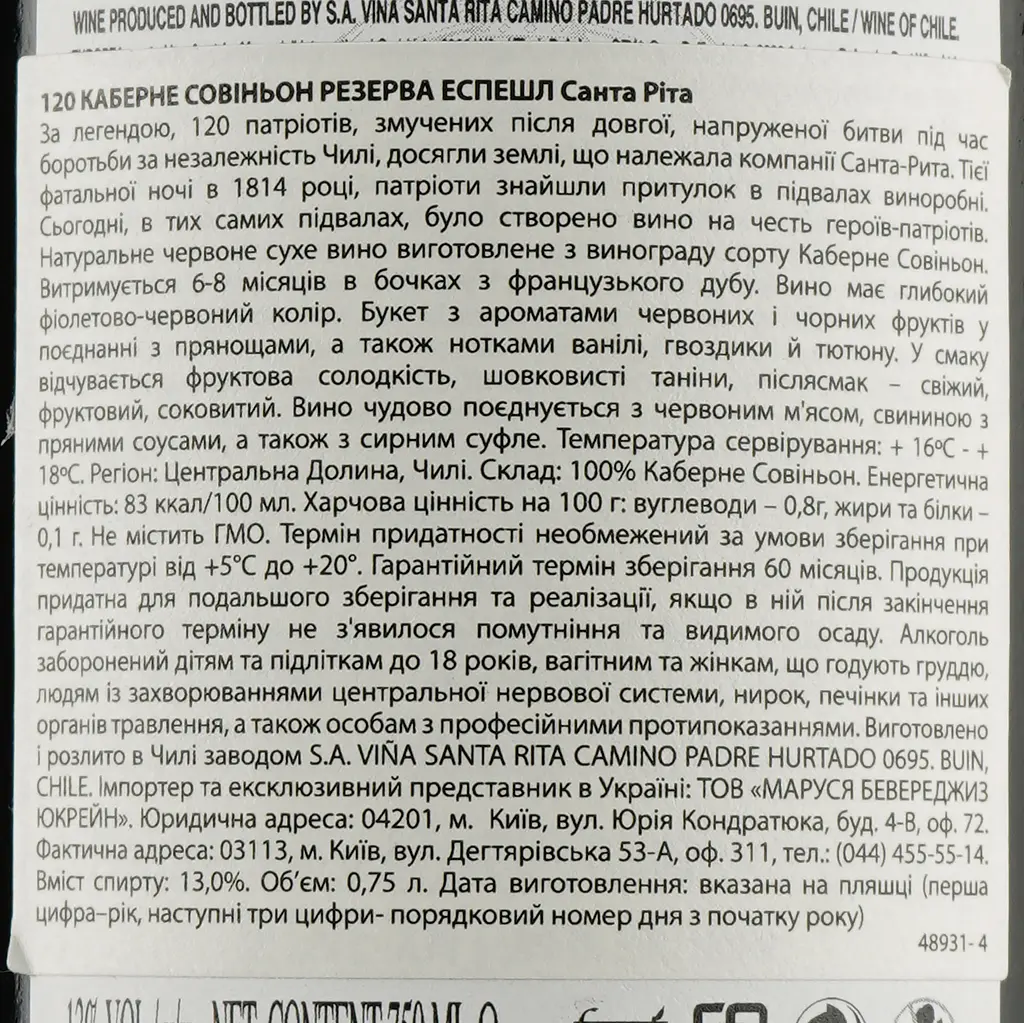 WINE PRODUCED AND BOTTLED BY S.A. VIÑA SANTA RITA CAMINO PADRE HURTADO 0695. BUIN, CHILE / WINE OF CHILE.
120 КАБЕРНЕ СОВІНЬОН РЕЗЕРВА ЕСПЕШЛ Санта Ріта
За легендою, 120 патріотів, змучених після довгої, напруженої битви під час
боротьби за незалежність Чилі, досягли землі, що належала компанії Санта-Рита. Тієї
фатальної ночі в 1814 році, патріоти знайшли притулок в підвалах виноробні.
Сьогодні, в тих самих підвалах, було створено вино на честь героїв-патріотів.
Натуральне червоне сухе вино виготовлене з винограду сорту Каберне Совіньон.
Витримується 6-8 місяців в бочках з французького дубу. Вино має глибокий
фіолетово-червоний колір. Букет з ароматами червоних і чорних фруктів у
поєднанні з прянощами, а також нотками ванілі, гвоздики й тютюну. У смаку
відчувається фруктова солодкість, шовковисті таніни, післясмак – свіжий,
фруктовий, соковитий. Вино чудово поєднується з червоним м'ясом, свининою з
пряними соусами, а також з сирним суфле. Температура сервірування: + 16ºС - +
18ºС. Регіон: Центральна Долина, Чилі. Склад: 100% Каберне Совіньон. Енергетична
цінність: 83 ккал/100 мл. Харчова цінність на 100 г: вуглеводи – 0,8г, жири та білки –
0,1 г. Не містить ГМО. Термін придатності необмежений за умови зберігання при
температурі від +5°С до +20°. Гарантійний термін зберігання 60 місяців. Продукція
придатна для подальшого зберігання та реалізації, якщо в ній після закінчення
гарантійного терміну не з'явилося помутніння та видимого осаду. Алкоголь
заборонений дітям та підліткам до 18 років, вагітним та жінкам, що годують груддю,
людям із захворюваннями центральної нервової системи, нирок, печінки та інших
органів травлення, а також особам з професійними протипоказаннями. Виготовлено
і розлито в Чилі заводом S.A. VIÑA SANTA RITA CAMINO PADRE HURTADO 0695. BUIN,
CHILE. Імпортер та ексклюзивний представник в Україні: ТОВ «МАРУСЯ БЕВЕРЕДЖИЗ
ЮКРЕЙН». Юридична адреса: 04201, м. Київ, вул. Юрія Кондратюка, буд. 4-В, оф. 72.
Фактична адреса: 03113, м. Київ, вул. Дегтярівська 53-А, оф. 311, тел.: (044) 455-55-14.
Вміст спирту: 13,0%. Об'єм: 0,75 л. Дата виготовлення: вказана на пляшці (перша
цифра–рік, наступні три цифри- порядковий номер дня з початку року)
48931- 4
NET CONTENT 750 ML